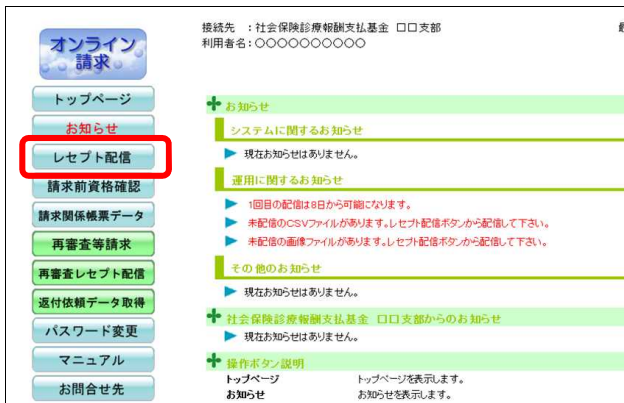 接続先 ：社会保険診療報酬支払基金 口口支部
利用者名：〇〇〇〇〇〇〇〇〇〇
オンライン
請求
トップページ
お知らせ
レセプト配信
請求前資格確認
請求関係帳票データ
再審査等請求
再審査レセプト配信
返付依頼データ取得
パスワード変更
マニュアル
お問合せ先
お知らせ
システムに関するお知らせ
現在お知らせはありません。
運用に関するお知らせ
1回目の配信は8日から可能になります。
未配信のCSVファイルがあります。レセプト配信ボタンから配信して下さい。
未配信の画像ファイルがあります。レセプト配信ボタンから配信して下さい。
その他のお知らせ
現在お知らせはありません。
社会保険診療報酬支払基金 口口支部からのお知らせ
現在お知らせはありません。
操作ボタン説明
トップページ トップページを表示します。
お知らせ お知らせを表示します。